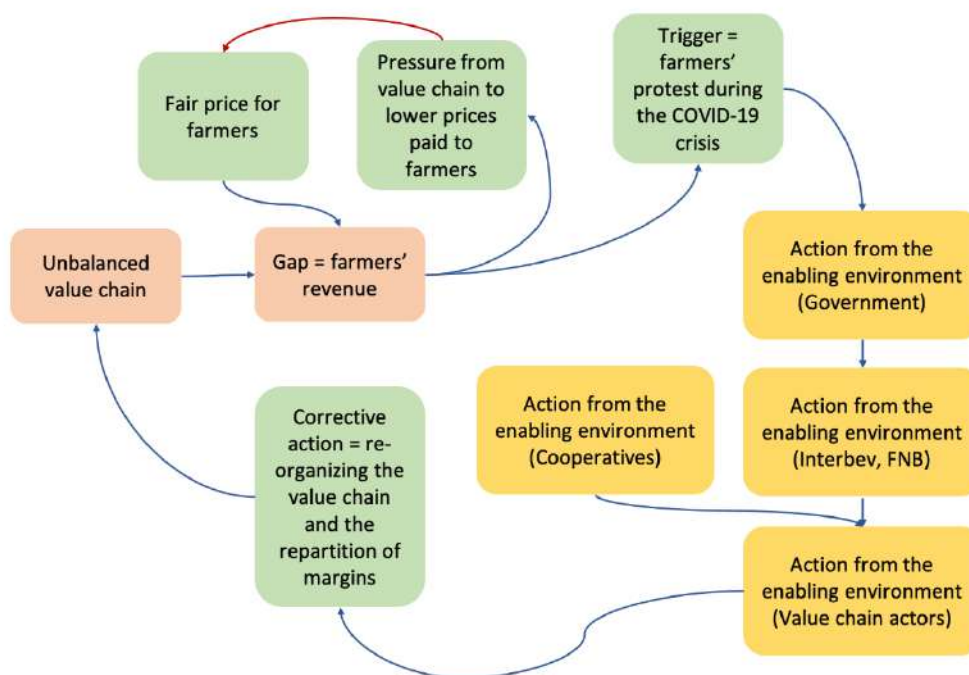 Fair price for
farmers
Pressure from
value chain to
lower prices
paid to
farmers
Trigger =
farmers'
protest during
the COVID-19
crisis
Unbalanced
value chain
Gap = farmers'
revenue
Action from the
enabling environment
(Government)
Corrective
action = re-
organizing the
value chain
and the
repartition of
margins
Action from the
enabling environment
(Cooperatives)
Action from the
enabling environment
(Interbev, FNB)
Action from the
enabling environment
(Value chain actors)